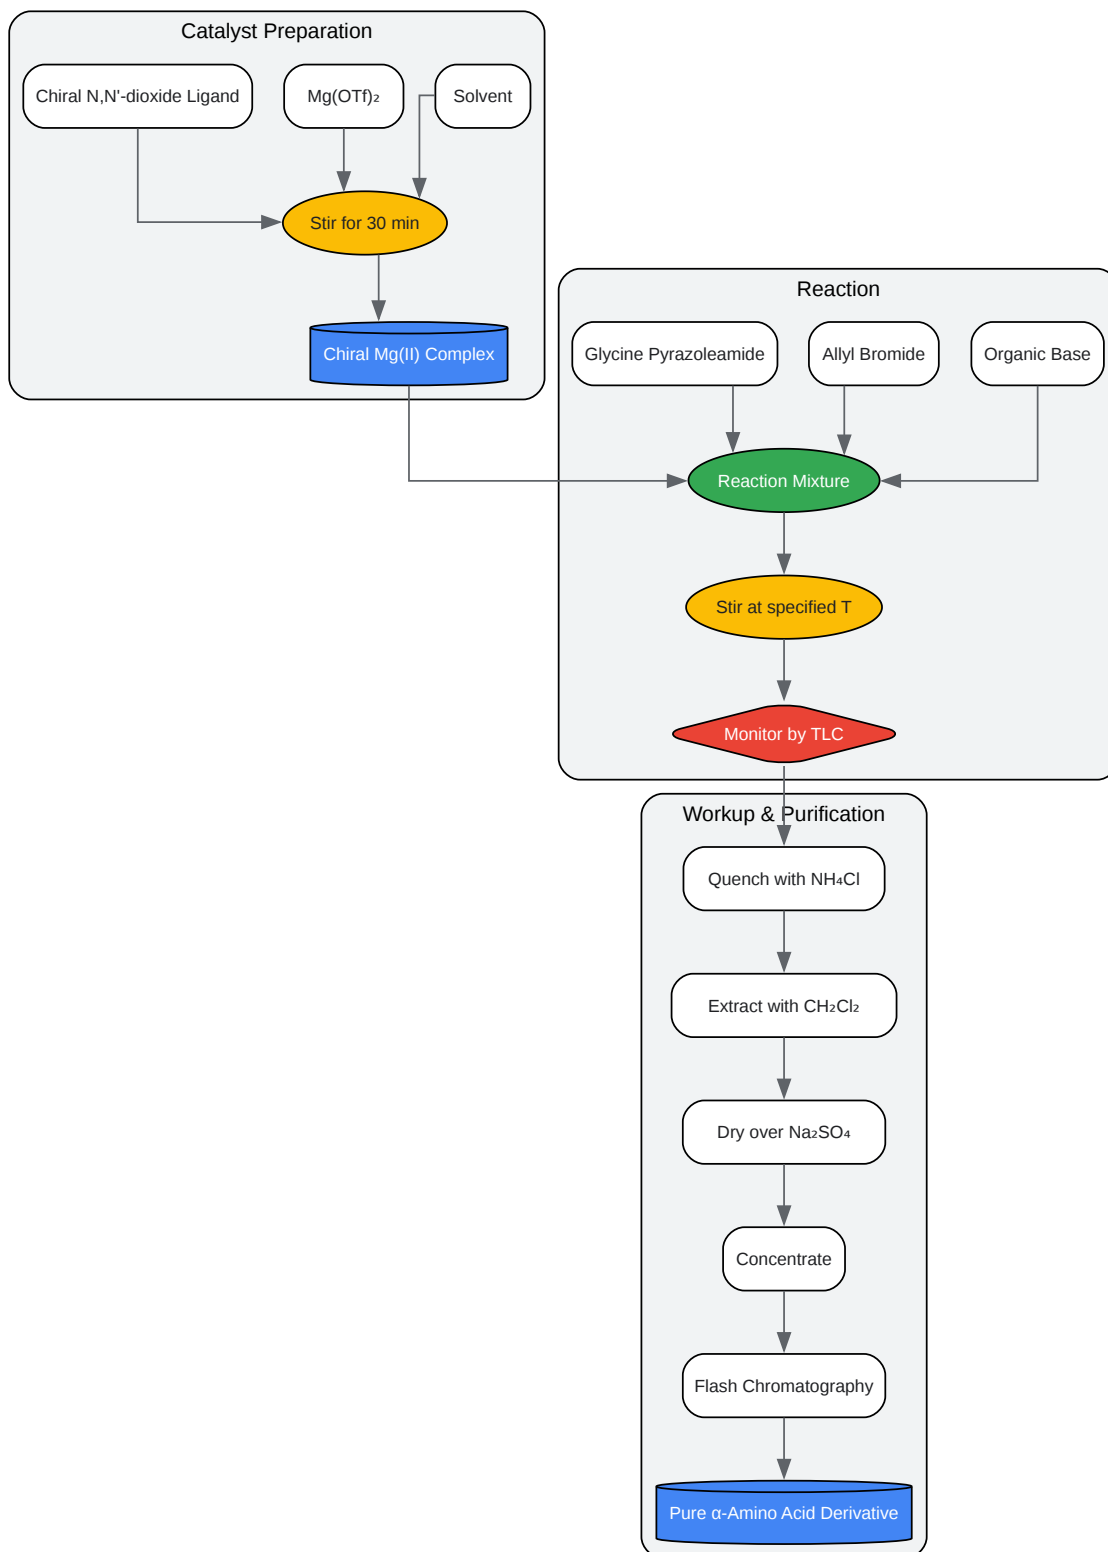 Catalyst Preparation
Chiral N,N'-dioxide Ligand
Mg(OTf)₂
Solvent
Stir for 30 min
Chiral Mg(II) Complex
Reaction
Glycine Pyrazoleamide
Allyl Bromide
Organic Base
Reaction Mixture
Stir at specified T
Monitor by TLC
Workup & Purification
Quench with NH₄Cl
Extract with CH₂Cl₂
Dry over Na₂SO₄
Concentrate
Flash Chromatography
Pure α-Amino Acid Derivative